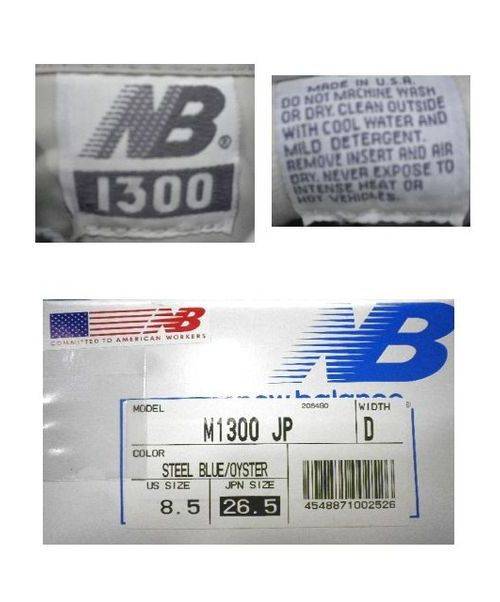 NB®
1300
MADE IN U.S.A.
DO NOT MACHINE WASH
OR DRY. CLEAN OUTSIDE
WITH COOL WATER AND
MILD DETERGENT.
REMOVE INSERT AND AIR
DRY. NEVER EXPOSE TO
INTENSE HEAT OR
HOT VEHICLES.
NB
COMMITTED TO AMERICAN WORKERS
NB
new balance
MODEL
205480
WIDTH
M1300 JP
D
COLOR
STEEL BLUE/OYSTER
US SIZE
JPN SIZE
8.5
26.5
4548871002526